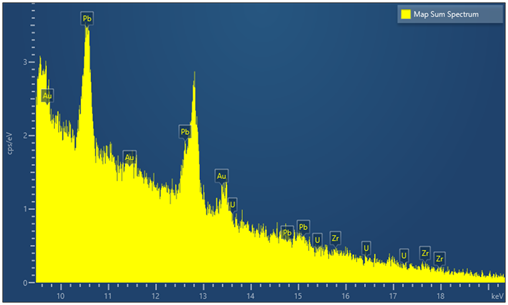 Map Sum Spectrum
Pb
3
Au
cps/eV
2
Pb
Au
Au
1
U
Pb
Pb
U
Zr
U
U
Zr
Zr
0
10 11 12 13 14 15 16 17 18 keV